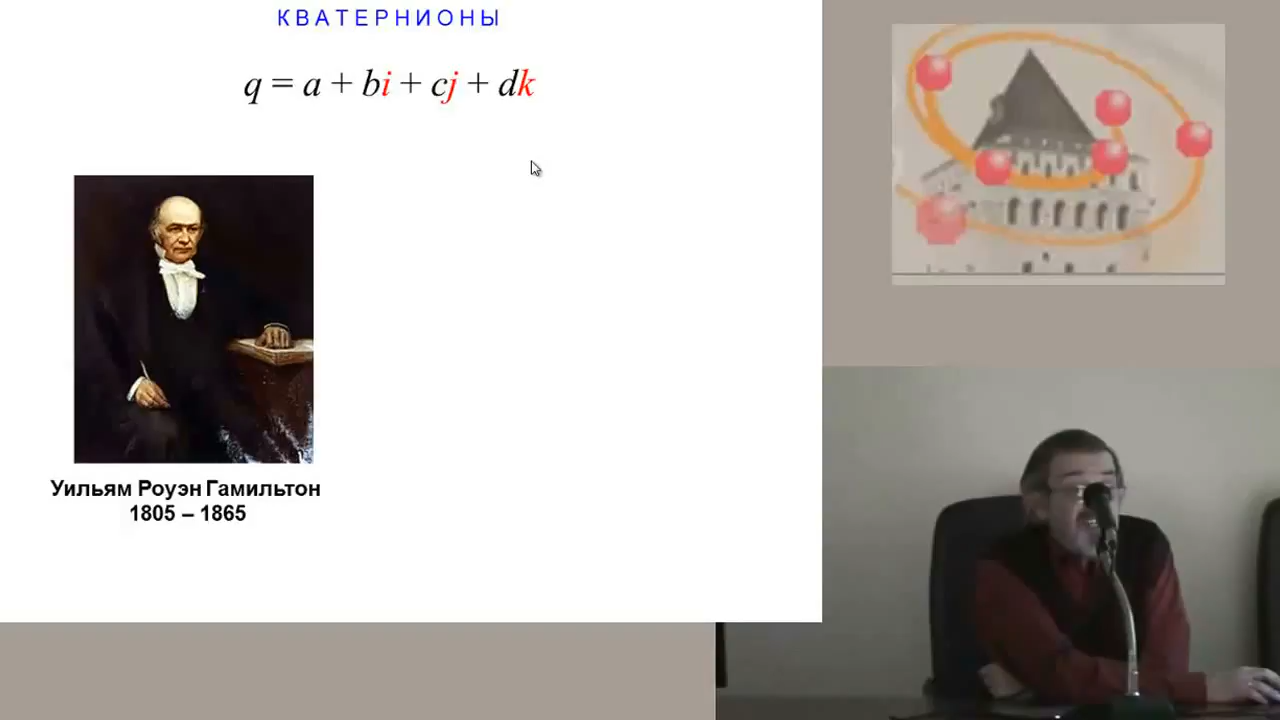 КВАТЕРНИОНЫ
q = a + bi + cj + dk
Уильям Роуэн Гамильтон
1805 – 1865